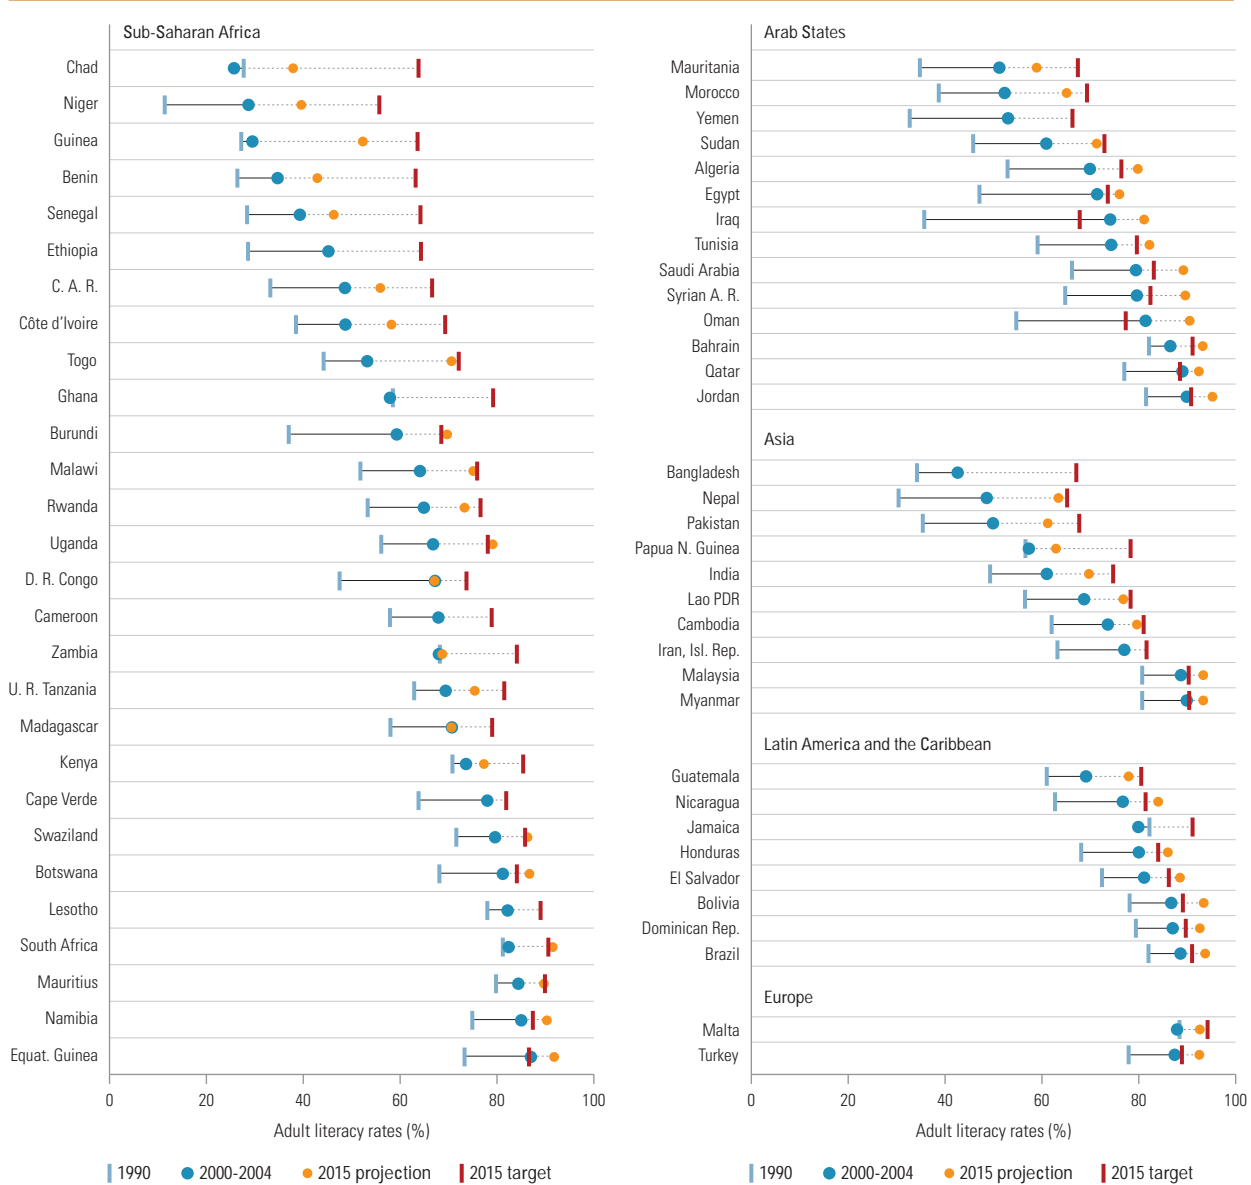 Sub-Saharan Africa
Chad
Niger
Guinea
Benin
Senegal
Ethiopia
C. A. R.
Côte d'Ivoire
Togo
Ghana
Burundi
Malawi
Rwanda
Uganda
D. R. Congo
Cameroon
Zambia
U. R. Tanzania
Madagascar
Kenya
Cape Verde
Swaziland
Botswana
Lesotho
South Africa
Mauritius
Namibia
Equat. Guinea
0 20 40 60 80 100
Adult literacy rates (%)
1990 2000-2004 2015 projection 2015 target
Arab States
Mauritania
Morocco
Yemen
Sudan
Algeria
Egypt
Iraq
Tunisia
Saudi Arabia
Syrian A. R.
Oman
Bahrain
Qatar
Jordan
Asia
Bangladesh
Nepal
Pakistan
Papua N. Guinea
India
Lao PDR
Cambodia
Iran, Isl. Rep.
Malaysia
Myanmar
Latin America and the Caribbean
Guatemala
Nicaragua
Jamaica
Honduras
El Salvador
Bolivia
Dominican Rep.
Brazil
Europe
Malta
Turkey
0 20 40 60 80 100
Adult literacy rates (%)
1990 2000-2004 2015 projection 2015 target